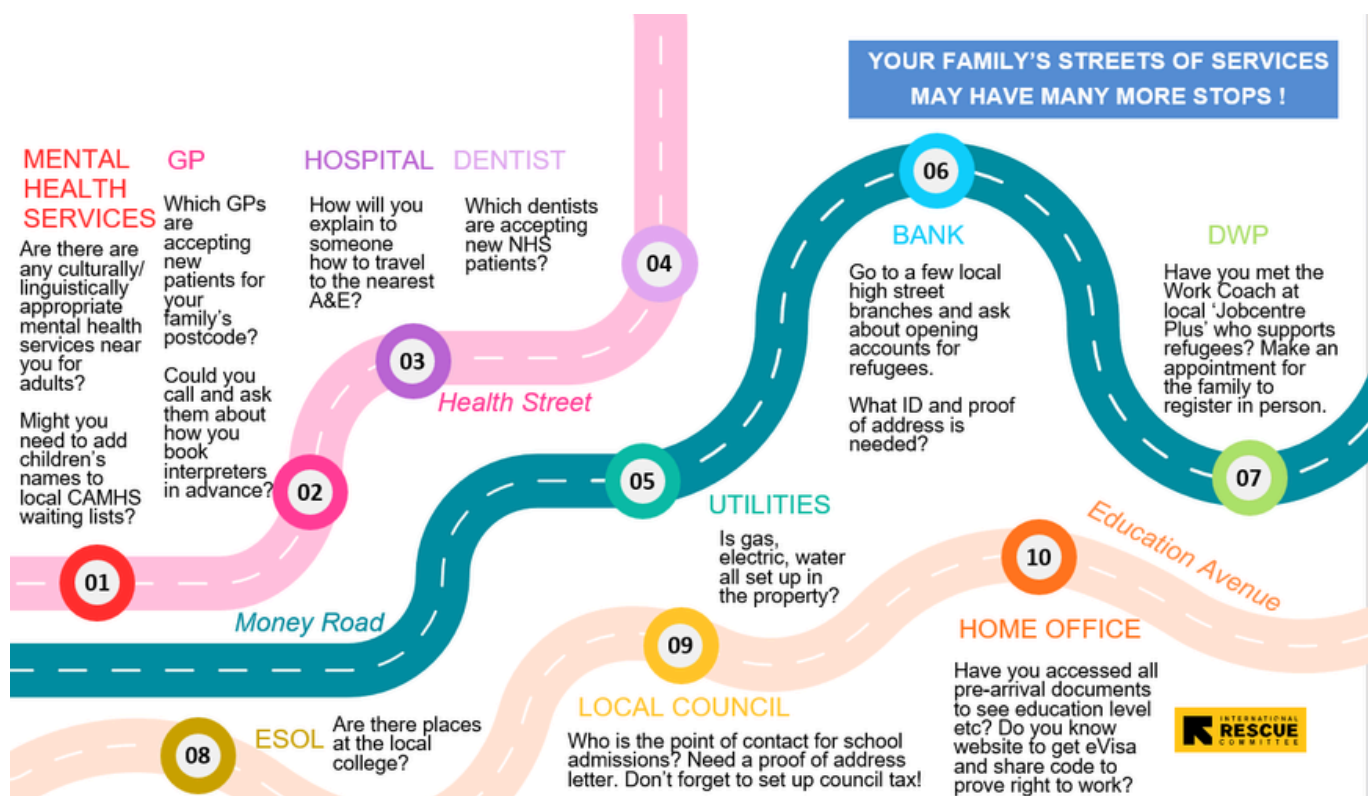 YOUR FAMILY'S STREETS OF SERVICES
MAY HAVE MANY MORE STOPS !
MENTAL
HEALTH
SERVICES
Are there are
any culturally/
linguistically
appropriate
mental health
services near
you for
adults?
Might you
need to add
children's
names to
local CAMHS
waiting lists?
01
GP
Which GPs
are
accepting
new
patients for
your
family's
postcode?
Could you
call and ask
them about
how you
book
interpreters
in advance?
02
HOSPITAL
How will you
explain to
someone
how to travel
to the nearest
A&E?
03
DENTIST
Which dentists
are accepting
new NHS
patients?
04
Health Street
Money Road
05
UTILITIES
Is gas,
electric, water
all set up in
the property?
06
BANK
Go to a few local
high street
branches and ask
about opening
accounts for
refugees.
What ID and proof
of address is
needed?
DWP
Have you met the
Work Coach at
local 'Jobcentre
Plus' who supports
refugees? Make an
appointment for
the family to
register in person.
07
Education Avenue
08
ESOL
Are there places
at the local
college?
09
LOCAL COUNCIL
Who is the point of contact for school
admissions? Need a proof of address
letter. Don't forget to set up council tax!
10
HOME OFFICE
Have you accessed all
pre-arrival documents
to see education level
etc? Do you know
website to get eVisa
and share code to
prove right to work?
INTERNATIONAL
RESCUE
COMMITTEE